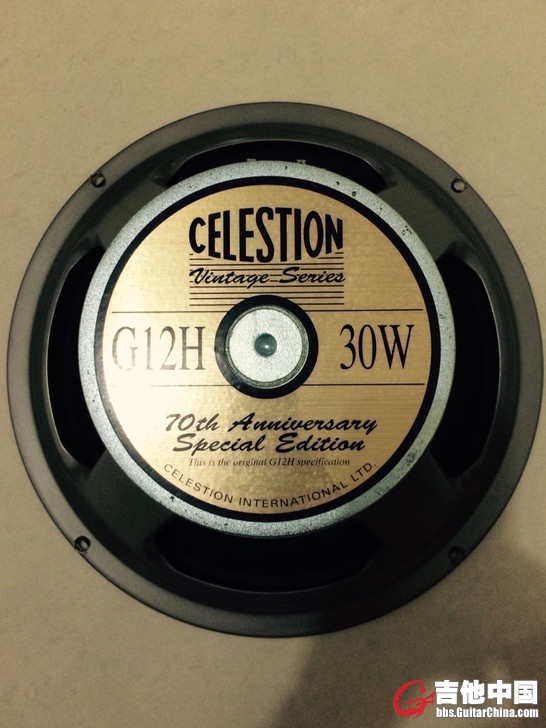 CELESTION
Vintage Series
G12H 30W
70th Anniversary
Special Edition
This is the original G12H specification
CELESTION INTERNATIONAL LTD.
吉他中国
bbs.GuitarChina.com